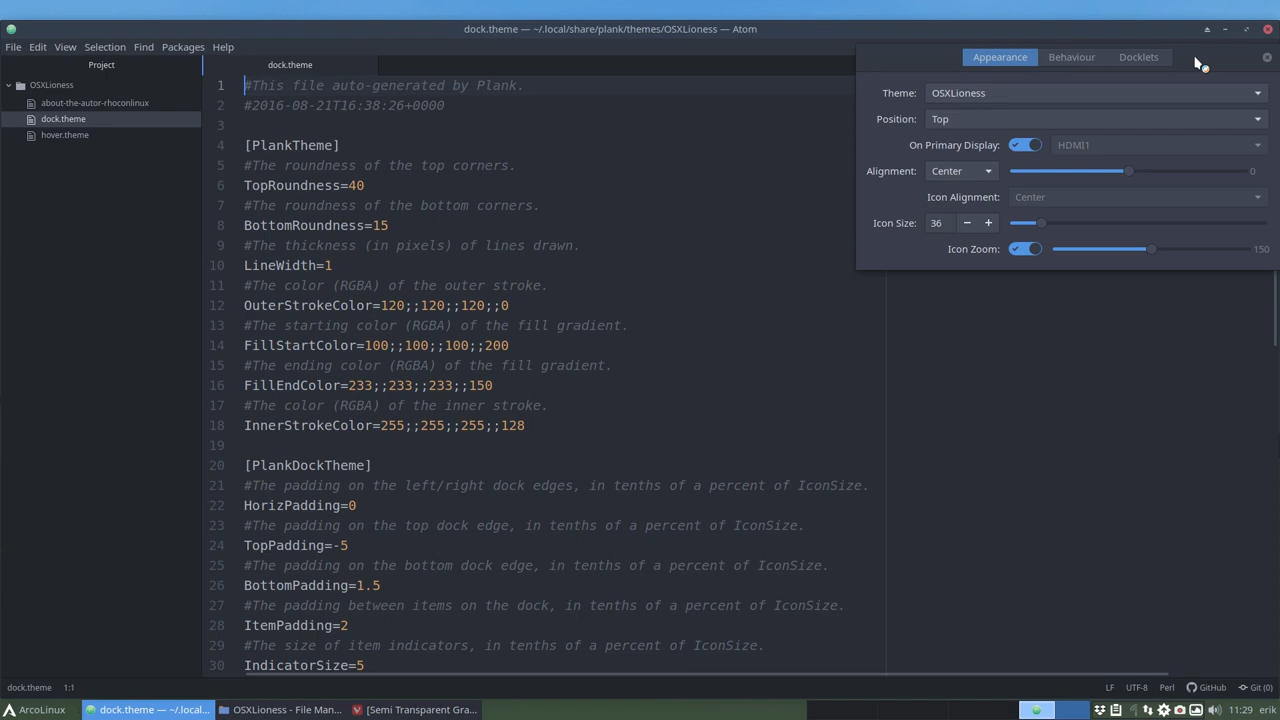 dock.theme — ~/.local/share/plank/themes/OSXLioness — Atom
File Edit View Selection Find Packages Help
Project
dock.theme
OSXLioness
about-the-autor-rhoconlinux
dock.theme
hover.theme
1 #This file auto-generated by Plank.
2 #2016-08-21T16:38:26+0000
3
4 [PlankTheme]
5 #The roundness of the top corners.
6 TopRoundness=40
7 #The roundness of the bottom corners.
8 BottomRoundness=15
9 #The thickness (in pixels) of lines drawn.
10 LineWidth=1
11 #The color (RGBA) of the outer stroke.
12 OuterStrokeColor=120;;120;;120;;0
13 #The starting color (RGBA) of the fill gradient.
14 FillStartColor=100;;100;;100;;200
15 #The ending color (RGBA) of the fill gradient.
16 FillEndColor=233;;233;;233;;150
17 #The color (RGBA) of the inner stroke.
18 InnerStrokeColor=255;;255;;255;;128
19
20 [PlankDockTheme]
21 #The padding on the left/right dock edges, in tenths of a percent of IconSize.
22 HorizPadding=0
23 #The padding on the top dock edge, in tenths of a percent of IconSize.
24 TopPadding=-5
25 #The padding on the bottom dock edge, in tenths of a percent of IconSize.
26 BottomPadding=1.5
27 #The padding between items on the dock, in tenths of a percent of IconSize.
28 ItemPadding=2
29 #The size of item indicators, in tenths of a percent of IconSize.
30 IndicatorSize=5
Appearance Behaviour Docklets
Theme: OSXLioness
Position: Top
On Primary Display: HDMI1
Alignment: Center 0
Icon Alignment: Center
Icon Size: 36 − +
Icon Zoom: 150
dock.theme 1:1 LF UTF-8 Perl GitHub Git (0)
ArcoLinux dock.theme — ~/.local... OSXLioness - File Man... [Semi Transparent Gra... 11:29 erik